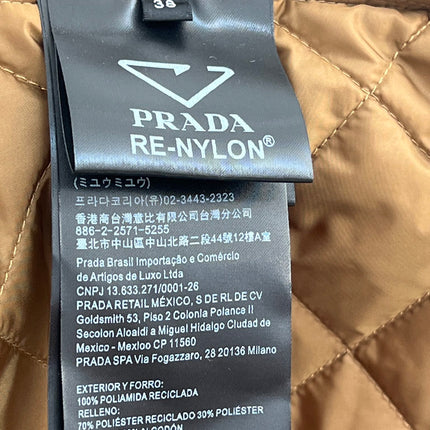 38
PRADA
RE-NYLON®
(ミュウミュウ)
프라다코리아(유)02-3443-2323
香港商台灣意比有限公司台灣分公司
886-2-2571-5255
臺北市中山區中山北路二段44號12樓A室
Prada Brasil Importação e Comércio
de Artigos de Luxo Ltda
CNPJ 13.633.271/0001-26
PRADA RETAIL MÉXICO, S DE RL DE CV
Goldsmith 53, Piso 2 Colonia Polanco II
Secolon Aloaldi a Miguel Hidalgo Ciudad de
Mexico - Mexico CP 11560
PRADA SPA Via Fogazzaro, 28 20136 Milano
EXTERIOR Y FORRO:
100% POLIAMIDA RECICLADA
RELLENO:
70% POLIÉSTER RECICLADO 30% POLIÉSTER
ALGODÓN